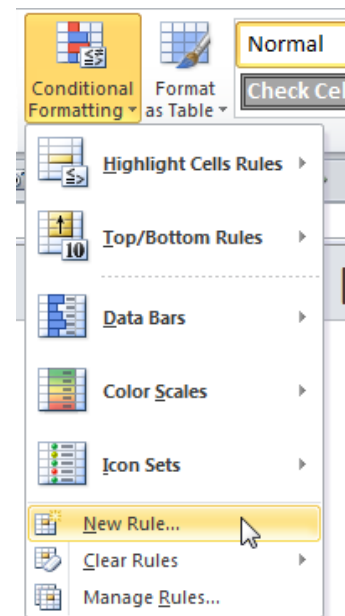 Normal
Conditional Formatting
Format as Table
Check Cel
≤≥
Highlight Cells Rules
≤>
Top/Bottom Rules
10
Data Bars
Color Scales
Icon Sets
New Rule...
Clear Rules
Manage Rules...